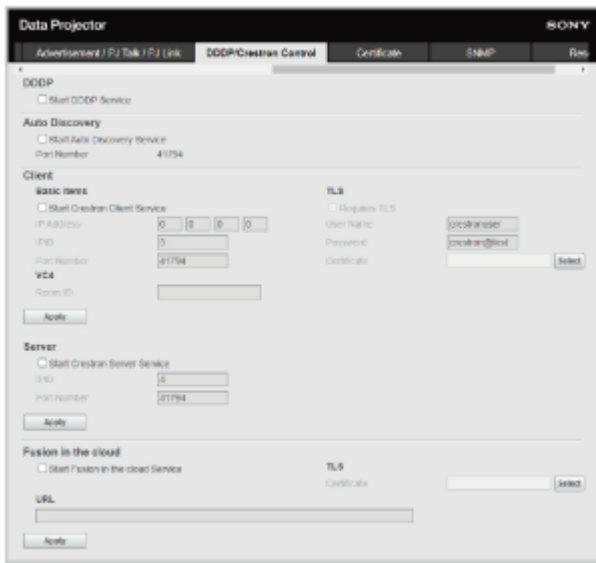 Data Projector SONY
Advertisement / PJ Talk / PJ Link DDDP/Crestron Control Certificate SNMP Res
DDDP
Start DDDP Service
Auto Discovery
Start Auto Discovery Service
Port Number 41794
Client
Basic Items TLS
Start Crestron Client Service Requires TLS
IP Address 0 0 0 0 User Name crestronuser
IPID 3 Password crestron@test
Port Number 41794 Certificate Select
VC4
Room ID
Apply
Server
Start Crestron Server Service
IPID 4
Port Number 41794
Apply
Fusion in the cloud
Start Fusion in the cloud Service TLS
Certificate Select
URL
Apply